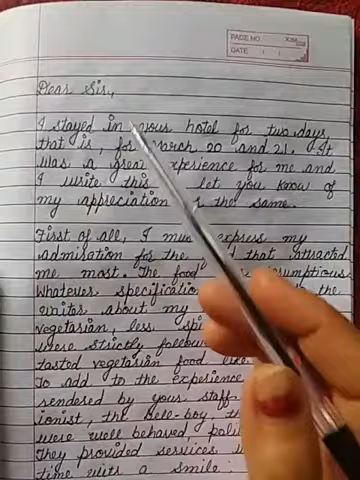 PAGE NO.
DATE
Dear Sir,
I stayed in your hotel for two days,
that is, for March 20 and 21. It
was a great experience for me and
I write this let you know of
my appreciation the same.
First of all, I must express my
admiration for the that attracted
me most. The food
Whatever the
waiter about my
vegetarian, less
were strictly
tasted vegetarian food
To add to the experience
rendered by your staff
ionist, the bell-boy,
were well behaved,
They provided services
time with a smile.